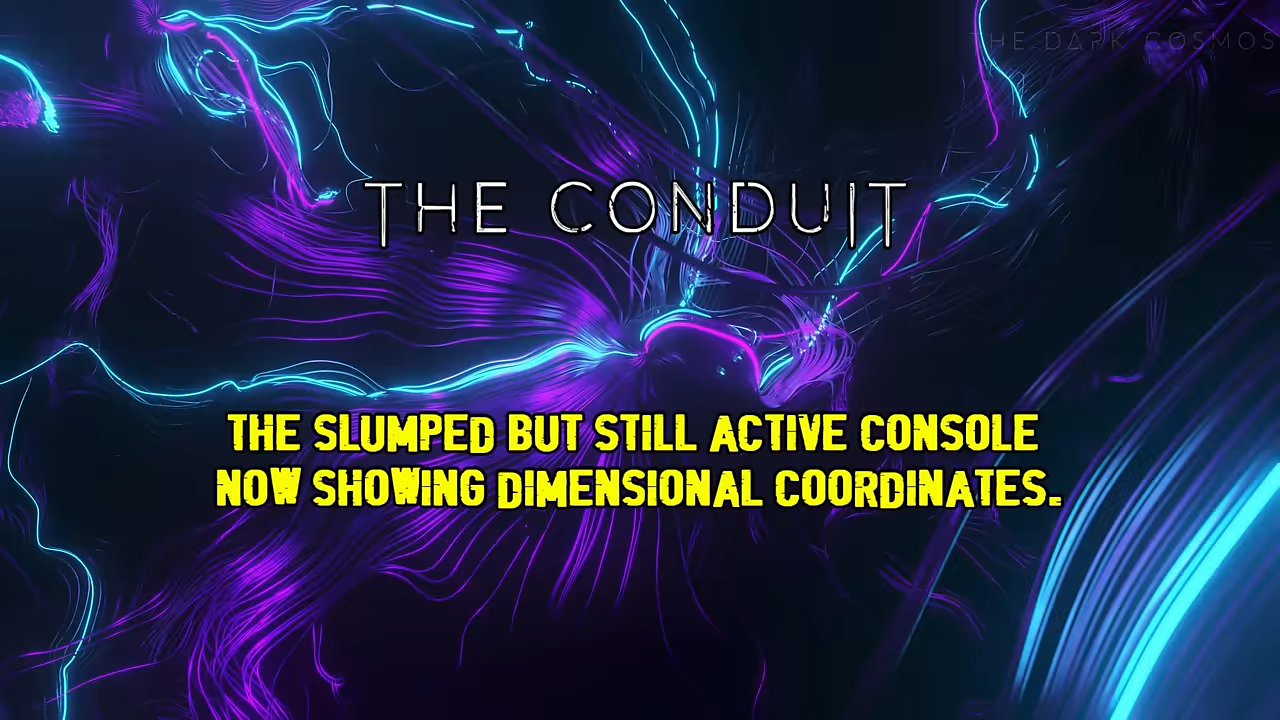 THE DARK COSMOS
THE CONDUIT
THE SLUMPED BUT STILL ACTIVE CONSOLE
NOW SHOWING DIMENSIONAL COORDINATES.